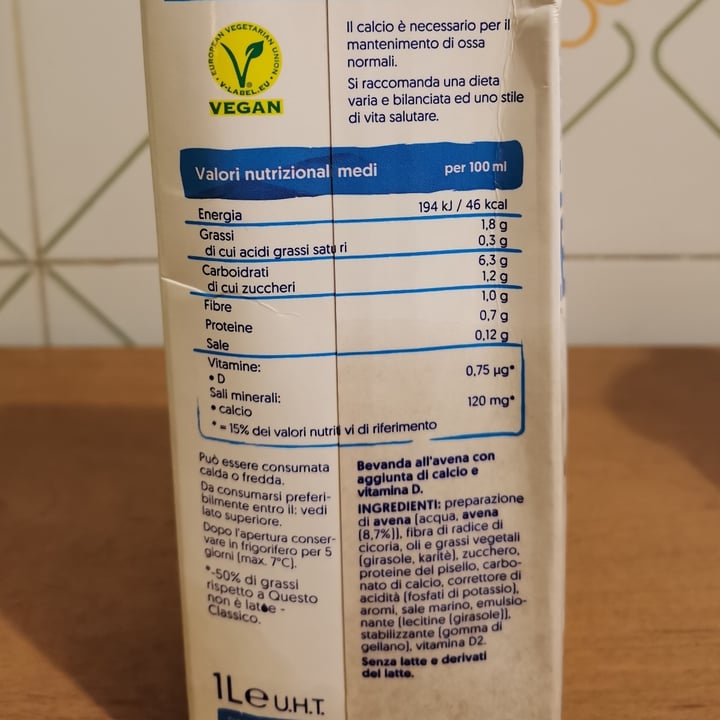 EUROPEAN VEGETARIAN UNION
V-LABEL.EU
VEGAN
Il calcio è necessario per il
mantenimento di ossa
normali.
Si raccomanda una dieta
varia e bilanciata ed uno stile
di vita salutare.
Valori nutrizionali medi per 100 ml
Energia 194 kJ / 46 kcal
Grassi 1,8 g
di cui acidi grassi saturi 0,3 g
Carboidrati 6,3 g
di cui zuccheri 1,2 g
Fibre 1,0 g
Proteine 0,7 g
Sale 0,12 g
Vitamine:
• D 0,75 µg*
Sali minerali:
• calcio 120 mg*
* = 15% dei valori nutritivi di riferimento
Può essere consumata
calda o fredda.
Da consumarsi preferi-
bilmente entro il: vedi
lato superiore.
Dopo l'apertura conser-
vare in frigorifero per 5
giorni (max. 7°C).
*-50% di grassi
rispetto a Questo
non è latte -
Classico.
1L e U.H.T.
Bevanda all'avena con
aggiunta di calcio e
vitamina D.
INGREDIENTI: preparazione
di avena (acqua, avena
(8,7%)), fibra di radice di
cicoria, oli e grassi vegetali
(girasole, karitè), zucchero,
proteine del pisello, carbo-
nato di calcio, correttore di
acidità (fosfati di potassio),
aromi, sale marino, emulsio-
nante (lecitine (girasole)),
stabilizzante (gomma di
gellano), vitamina D2.
Senza latte e derivati
del latte.